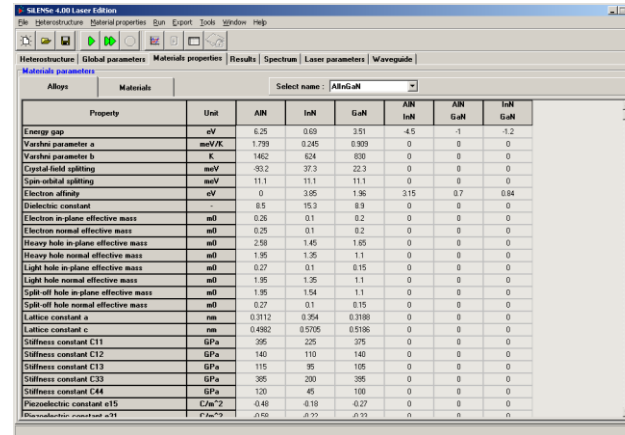 SiLENSe 4.00 Laser Edition
File Heterostructure Material properties Run Export Tools Window Help
Heterostructure Global parameters Materials properties Results Spectrum Laser parameters Waveguide
Materials parameters
Alloys Materials Select name : AlInGaN
Property Unit AlN InN GaN AlN InN AlN GaN InN GaN
Energy gap eV 6.25 0.69 3.51 -4.5 -1 -1.2
Varshni parameter a meV/K 1.799 0.245 0.909 0 0 0
Varshni parameter b K 1462 624 830 0 0 0
Crystal-field splitting meV -93.2 37.3 22.3 0 0 0
Spin-orbital splitting meV 11.1 11.1 11.1 0 0 0
Electron affinity eV 0 3.85 1.96 3.15 0.7 0.84
Dielectric constant - 8.5 15.3 8.9 0 0 0
Electron in-plane effective mass m0 0.26 0.1 0.2 0 0 0
Electron normal effective mass m0 0.25 0.1 0.2 0 0 0
Heavy hole in-plane effective mass m0 2.58 1.45 1.65 0 0 0
Heavy hole normal effective mass m0 1.95 1.35 1.1 0 0 0
Light hole in-plane effective mass m0 0.27 0.1 0.15 0 0 0
Light hole normal effective mass m0 1.95 1.35 1.1 0 0 0
Split-off hole in-plane effective mass m0 1.95 1.54 1.1 0 0 0
Split-off hole normal effective mass m0 0.27 0.1 0.15 0 0 0
Lattice constant a nm 0.3112 0.354 0.3188 0 0 0
Lattice constant c nm 0.4982 0.5705 0.5186 0 0 0
Stiffness constant C11 GPa 395 225 375 0 0 0
Stiffness constant C12 GPa 140 110 140 0 0 0
Stiffness constant C13 GPa 115 95 105 0 0 0
Stiffness constant C33 GPa 385 200 395 0 0 0
Stiffness constant C44 GPa 120 45 100 0 0 0
Piezoelectric constant e15 C/m^2 -0.48 -0.18 -0.27 0 0 0
Piezoelectric constant e31 C/m^2 -0.58 -0.22 -0.33 0 0 0